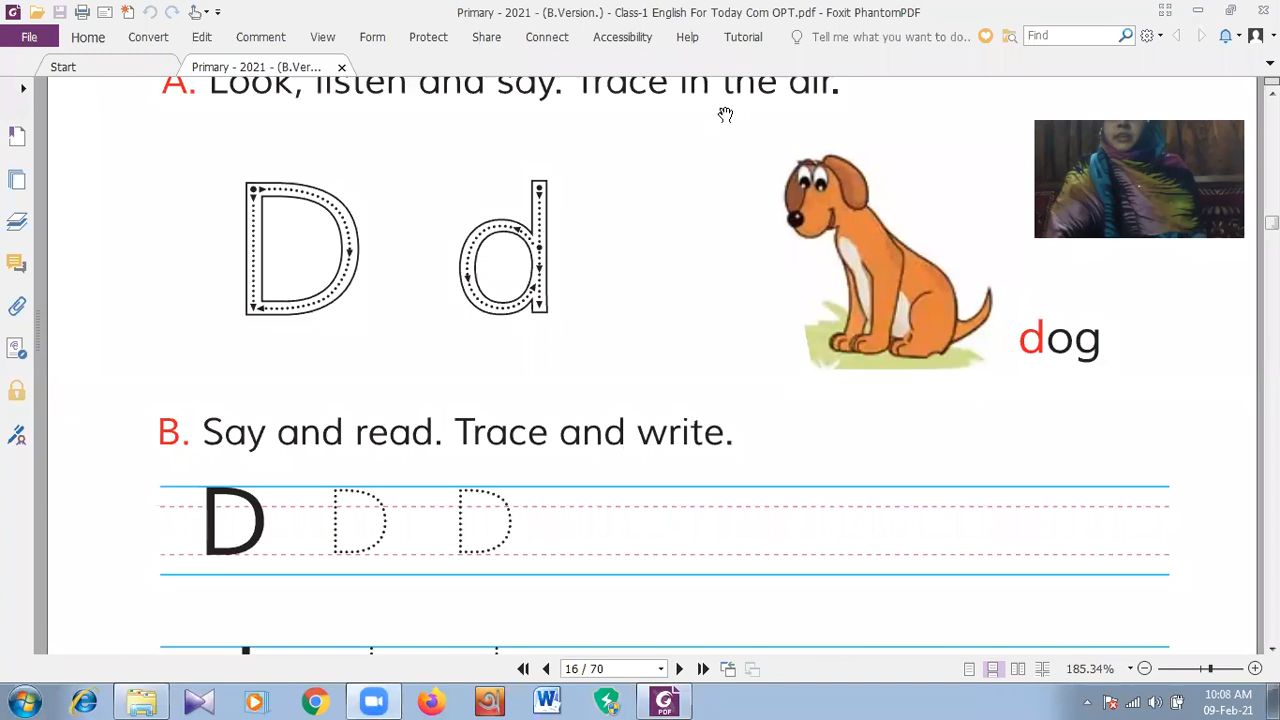 Primary - 2021 - (B.Version.) - Class-1 English For Today Com OPT.pdf - Foxit PhantomPDF
File Home Convert Edit Comment View Form Protect Share Connect Accessibility Help Tutorial Tell me what you want to do.. Find
Start Primary - 2021 - (B.Ver...
A. Look, listen and say. Trace in the air.
D d
dog
B. Say and read. Trace and write.
D D D
16 / 70 185.34%
10:08 AM
09-Feb-21